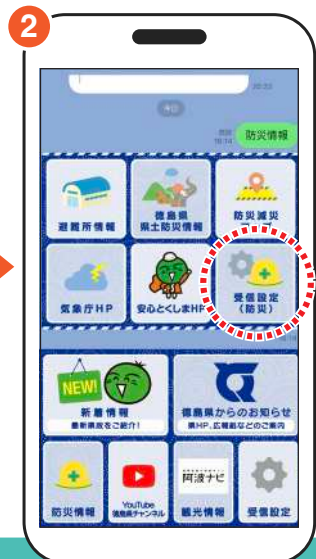 2
防災情報
避難所情報
徳島県
県土防災情報
防災減災
マップ
気象庁HP
安心とくしまHP
受信設定
(防災)
NEW!
新着情報
最新県政をご紹介!
徳島県からのお知らせ
県HP、広報紙などのご案内
防災情報
YouTube
徳島県チャンネル
阿波ナビ
観光情報
受信設定